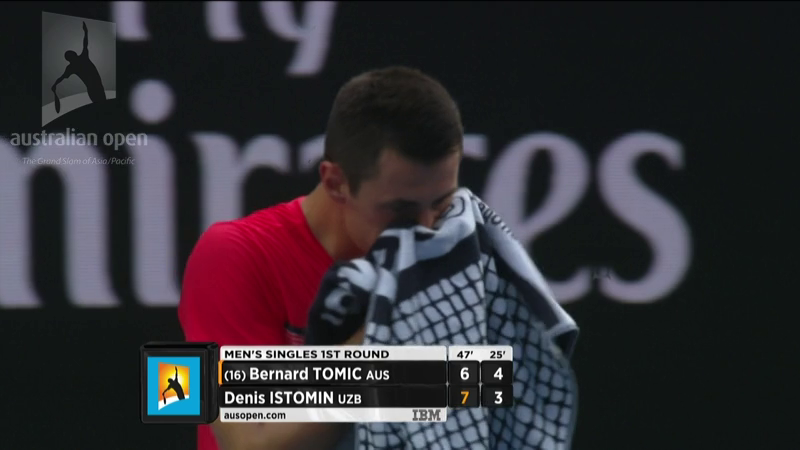 australian open
The Grand Slam of Asia/Pacific
Emirates
MEN'S SINGLES 1ST ROUND 47' 25'
(16) Bernard TOMIC AUS 6 4
Denis ISTOMIN UZB 7 3
ausopen.com IBM